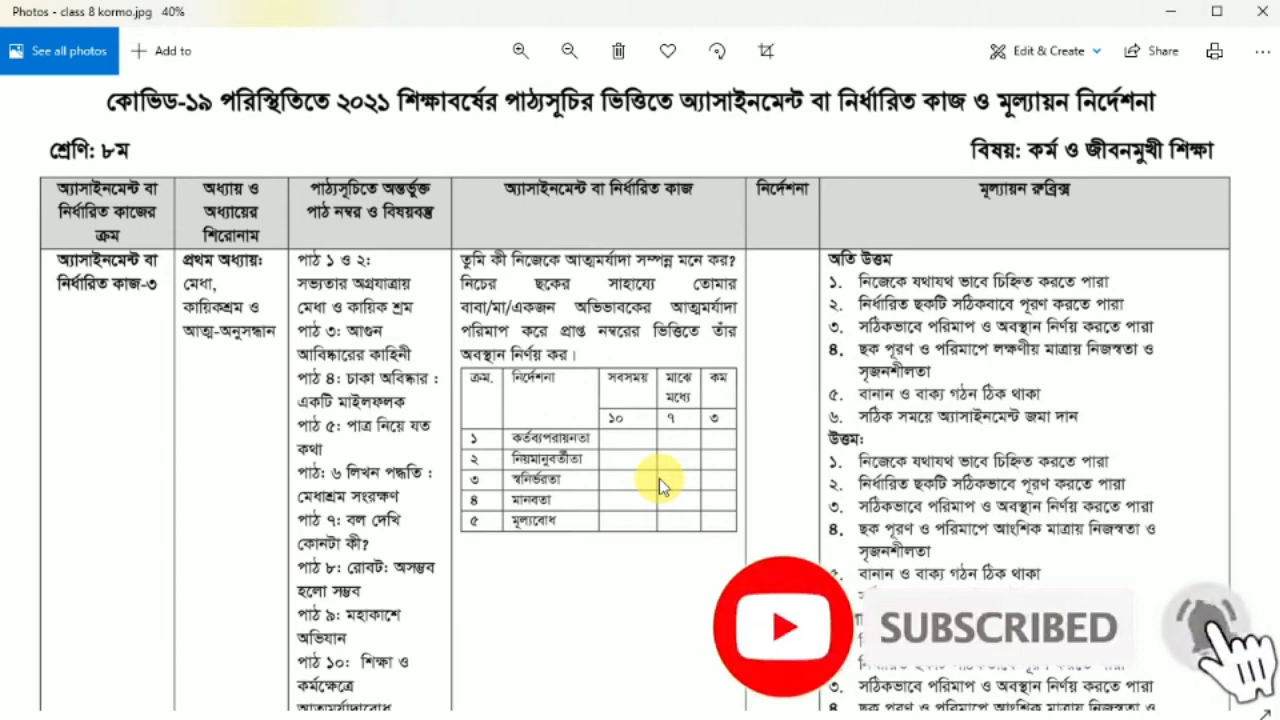 Photos - class 8 kormo.jpg 40%
See all photos
Add to
Edit & Create
Share
কোভিড-১৯ পরিস্থিতিতে ২০২১ শিক্ষাবর্ষের পাঠ্যসূচির ভিত্তিতে অ্যাসাইনমেন্ট বা নির্ধারিত কাজ ও মূল্যায়ন নির্দেশনা
শ্রেণি: ৮ম
বিষয়: কর্ম ও জীবনমুখী শিক্ষা
অ্যাসাইনমেন্ট বা
নির্ধারিত কাজের
ক্রম
অধ্যায় ও
অধ্যায়ের
শিরোনাম
পাঠ্যসূচিতে অন্তর্ভুক্ত
পাঠ নম্বর ও বিষয়বস্তু
অ্যাসাইনমেন্ট বা নির্ধারিত কাজ
নির্দেশনা
মূল্যায়ন রুব্রিক্স
অ্যাসাইনমেন্ট বা
নির্ধারিত কাজ-৩
প্রথম অধ্যায়:
মেধা,
কায়িকশ্রম ও
আত্ম-অনুসন্ধান
পাঠ ১ ও ২:
সভ্যতার অগ্রযাত্রায়
মেধা ও কায়িক শ্রম
পাঠ ৩: আগুন
আবিষ্কারের কাহিনী
পাঠ ৪: চাকা অবিষ্কার :
একটি মাইলফলক
পাঠ ৫: পাত্র নিয়ে যত
কথা
পাঠ: ৬ লিখন পদ্ধতি :
মেধাশ্রম সংরক্ষণ
পাঠ ৭: বল দেখি
কোনটা কী?
পাঠ ৮: রোবট: অসম্ভব
হলো সম্ভব
পাঠ ৯: মহাকাশে
অভিযান
পাঠ ১০: শিক্ষা ও
কর্মক্ষেত্রে
আত্মমর্যাদাবোধ
তুমি কী নিজেকে আত্মমর্যাদা সম্পন্ন মনে কর?
নিচের ছকের সাহায্যে তোমার
বাবা/মা/একজন অভিভাবকের আত্মমর্যাদা
পরিমাপ করে প্রাপ্ত নম্বরের ভিত্তিতে তাঁর
অবস্থান নির্ণয় কর।
ক্রম. নির্দেশনা সবসময় মাঝে কম
মধ্যে
১০ ৭ ৩
১ কর্তব্যপরায়নতা
২ নিয়মানুবর্তীতা
৩ স্বনির্ভরতা
৪ মানবতা
৫ মূল্যবোধ
অতি উত্তম
১. নিজেকে যথাযথ ভাবে চিহ্নিত করতে পারা
২. নির্ধারিত ছকটি সঠিকবাবে পূরণ করতে পারা
৩. সঠিকভাবে পরিমাপ ও অবস্থান নির্ণয় করতে পারা
৪. ছক পূরণ ও পরিমাপে লক্ষণীয় মাত্রায় নিজস্বতা ও
সৃজনশীলতা
৫. বানান ও বাক্য গঠন ঠিক থাকা
৬. সঠিক সময়ে অ্যাসাইনমেন্ট জমা দান
উত্তম:
১. নিজেকে যথাযথ ভাবে চিহ্নিত করতে পারা
২. নির্ধারিত ছকটি সঠিকভাবে পূরণ করতে পারা
৩. সঠিকভাবে পরিমাপ ও অবস্থান নির্ণয় করতে পারা
৪. ছক পূরণ ও পরিমাপে আংশিক মাত্রায় নিজস্বতা ও
সৃজনশীলতা
৫. বানান ও বাক্য গঠন ঠিক থাকা
SUBSCRIBED
৩. সঠিকভাবে পরিমাপ ও অবস্থান নির্ণয় করতে পারা
৪. ছক পূরণ ও পরিমাপে আংশিক মাত্রায় নিজস্বতা ও